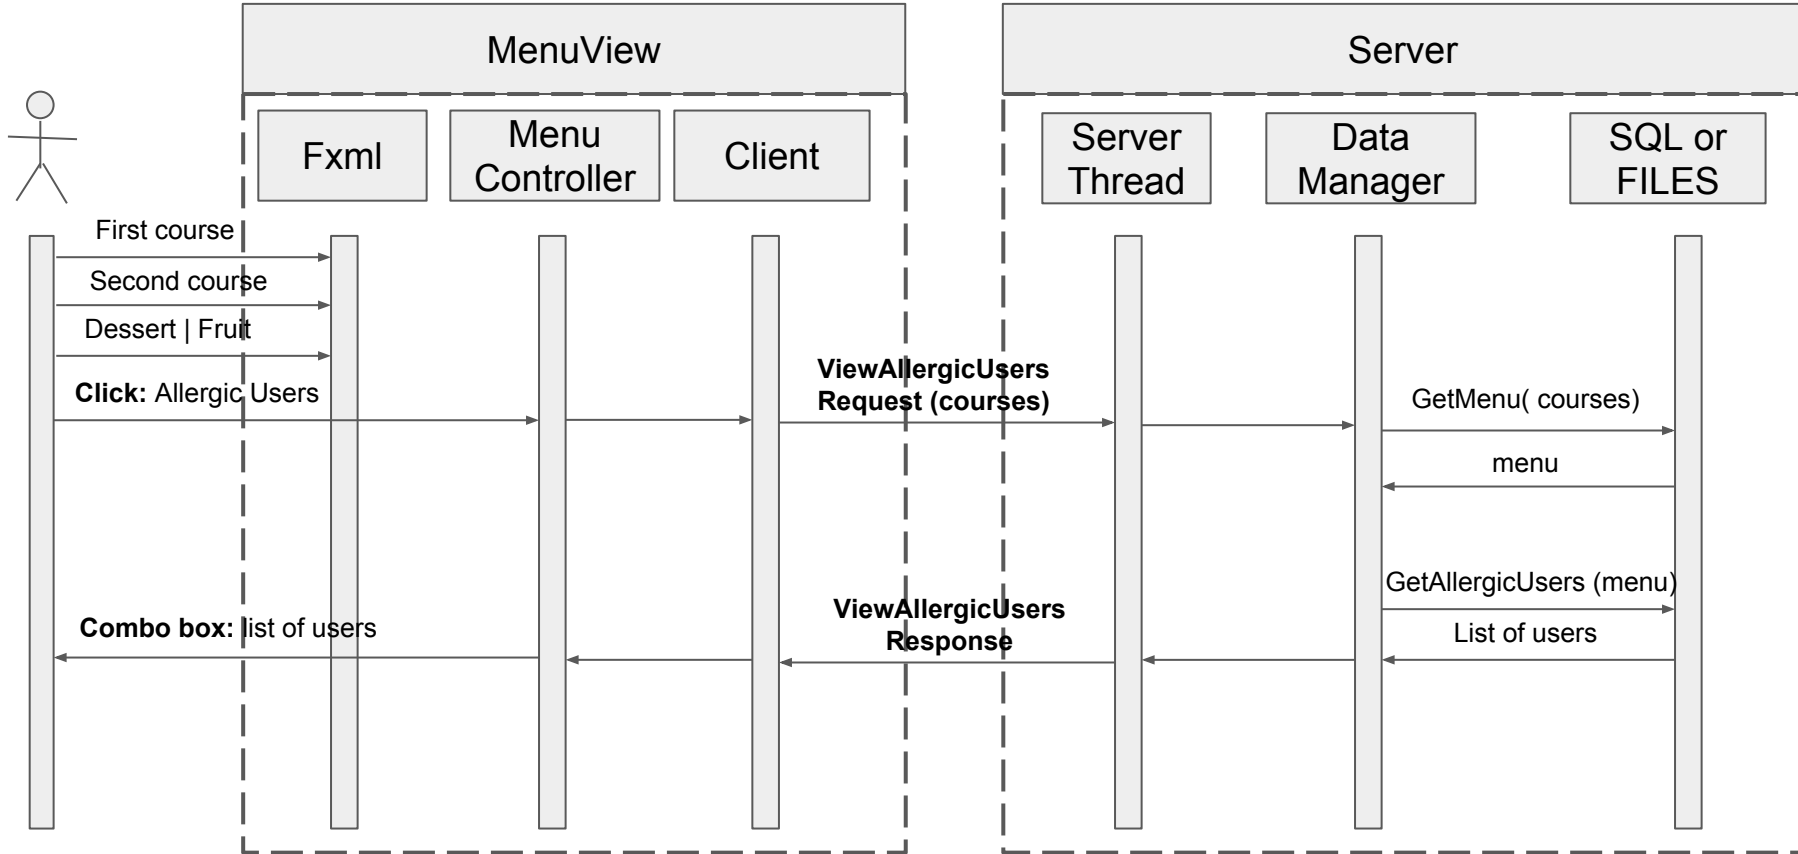 MenuView
Server
Fxml
Menu
Controller
Client
Server
Thread
Data
Manager
SQL or
FILES
First course
Second course
Dessert | Fruit
Click: Allergic Users
ViewAllergicUsers
Request (courses)
GetMenu( courses)
menu
GetAllergicUsers (menu)
List of users
ViewAllergicUsers
Response
Combo box: list of users